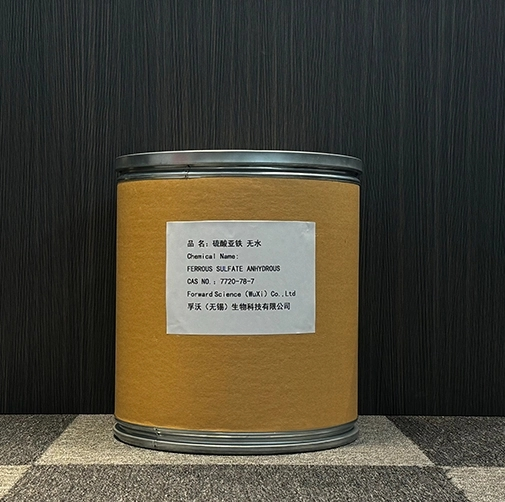 品 名：硫酸亚铁 无水
Chemical Name:
FERROUS SULFATE ANHYDROUS
CAS NO.：7720-78-7
Forward Science (WuXi) Co.,Ltd
孚沃（无锡）生物科技有限公司